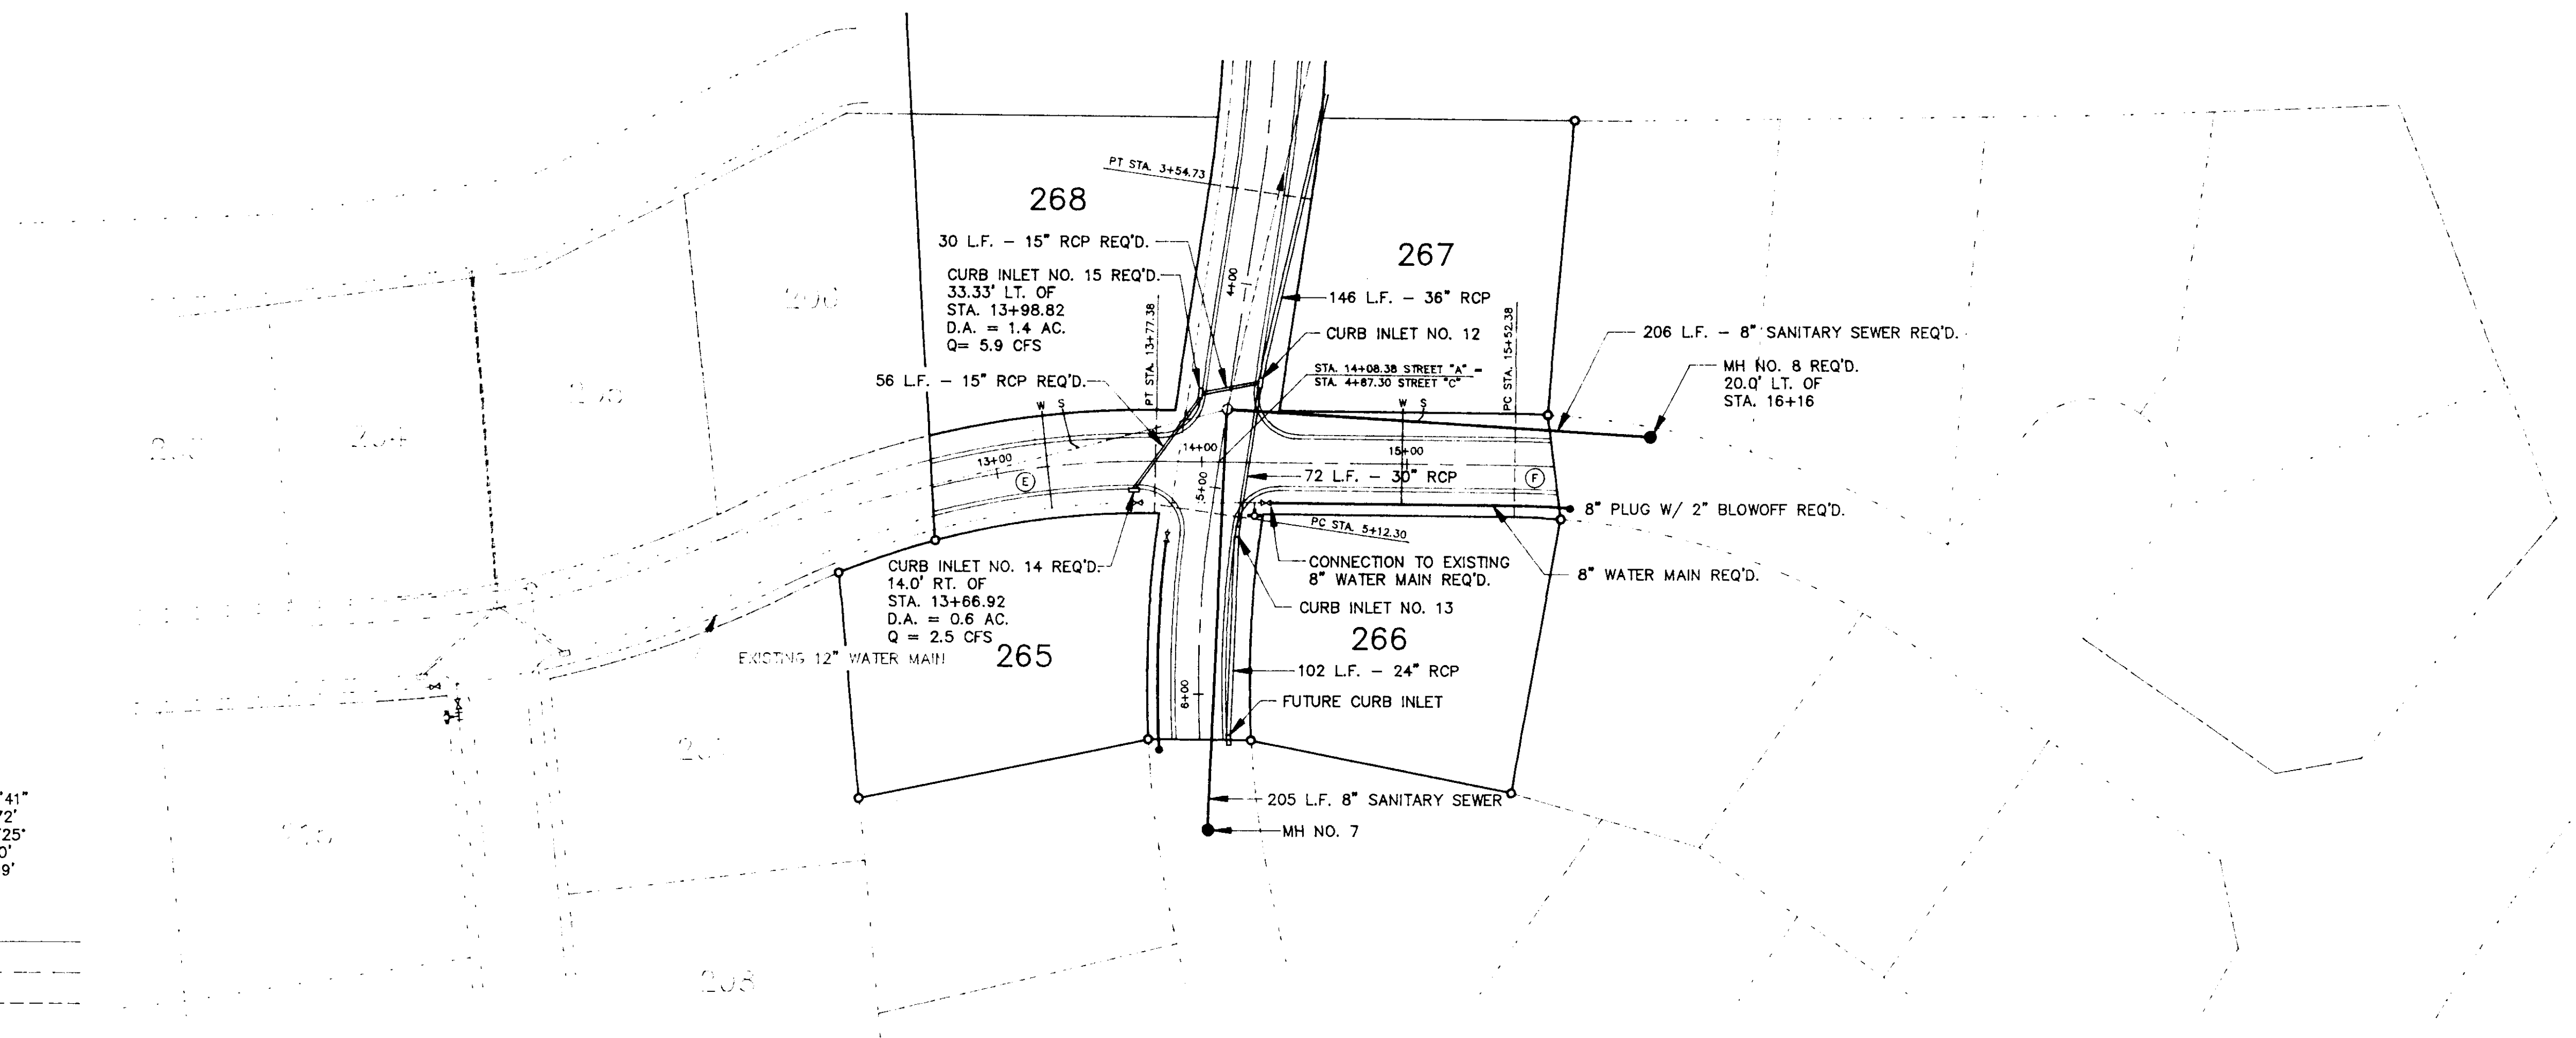 PT STA. 3+54.73
268
30 L.F. – 15" RCP REQ'D.
CURB INLET NO. 15 REQ'D.
33.33' LT. OF
STA. 13+98.82
D.A. = 1.4 AC.
Q= 5.9 CFS
56 L.F. – 15" RCP REQ'D.
PT STA. 13+77.38
4+00
267
146 L.F. – 36" RCP
CURB INLET NO. 12
STA. 14+08.38 STREET "A" =
STA. 4+87.30 STREET "C"
PC STA. 15+52.38
206 L.F. – 8" SANITARY SEWER REQ'D.
MH NO. 8 REQ'D.
20.0' LT. OF
STA. 16+16
W S
W S
13+00
14+00
15+00
E
5+00
72 L.F. – 30" RCP
F
8" PLUG W/ 2" BLOWOFF REQ'D.
PC STA. 5+12.30
CURB INLET NO. 14 REQ'D.
14.0' RT. OF
STA. 13+66.92
D.A. = 0.6 AC.
Q = 2.5 CFS
CONNECTION TO EXISTING
8" WATER MAIN REQ'D.
8" WATER MAIN REQ'D.
CURB INLET NO. 13
EXISTING 12" WATER MAIN
265
266
102 L.F. – 24" RCP
6+00
FUTURE CURB INLET
205 L.F. 8" SANITARY SEWER
MH NO. 7
208